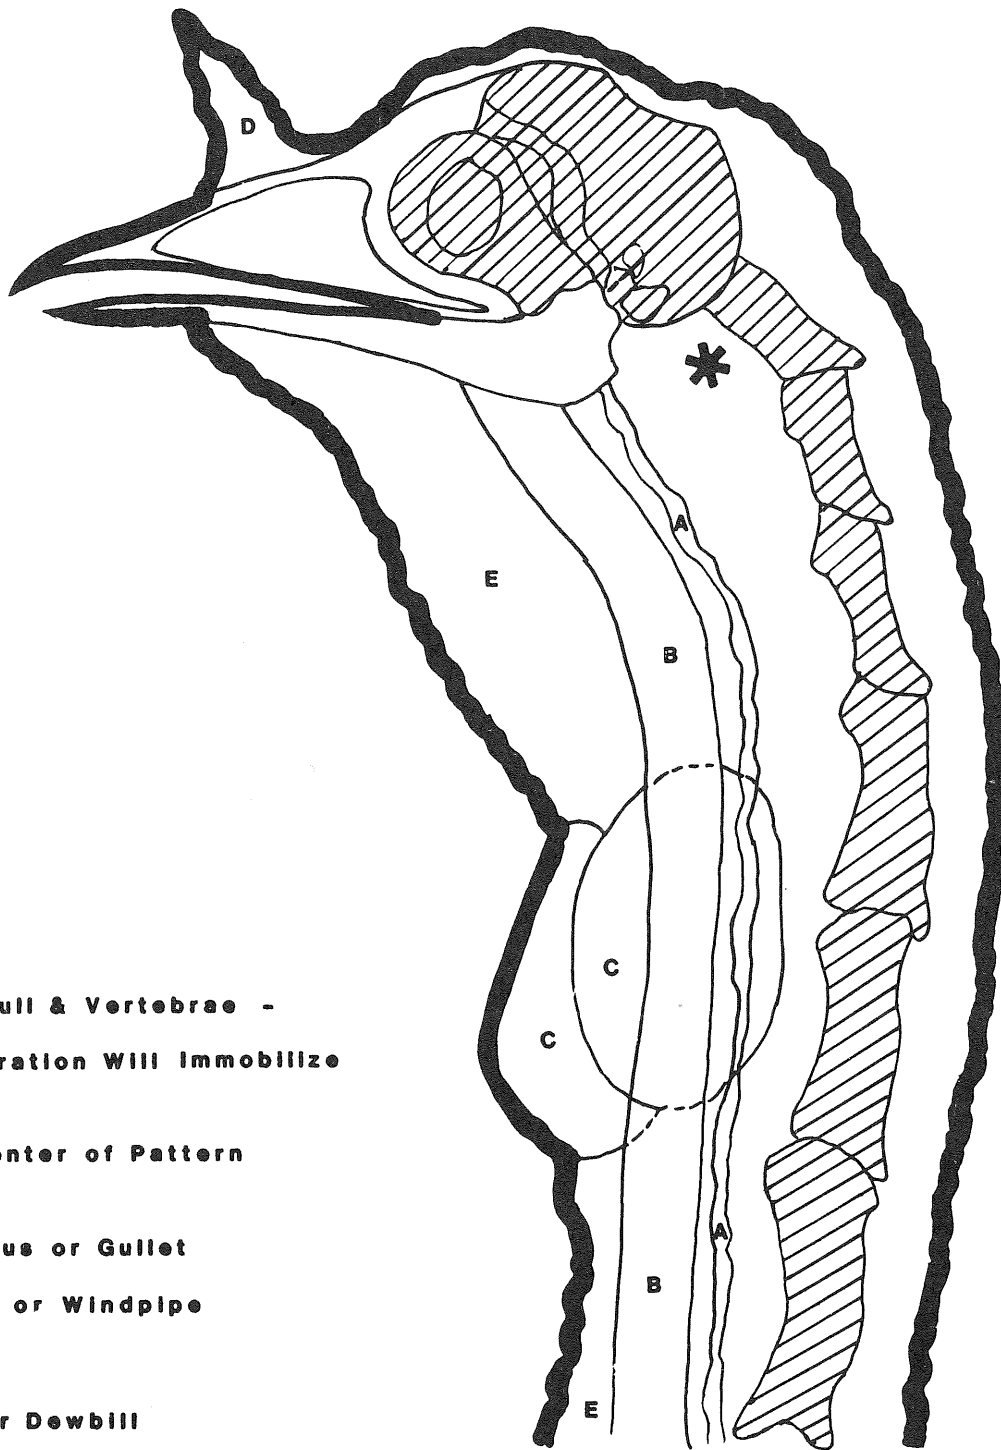 D
A
E
B
C
ull & Vertebrae -
ration Will Immobilize
C
nter of Pattern
us or Gullet
A
or Windpipe
B
E
r Dewbill